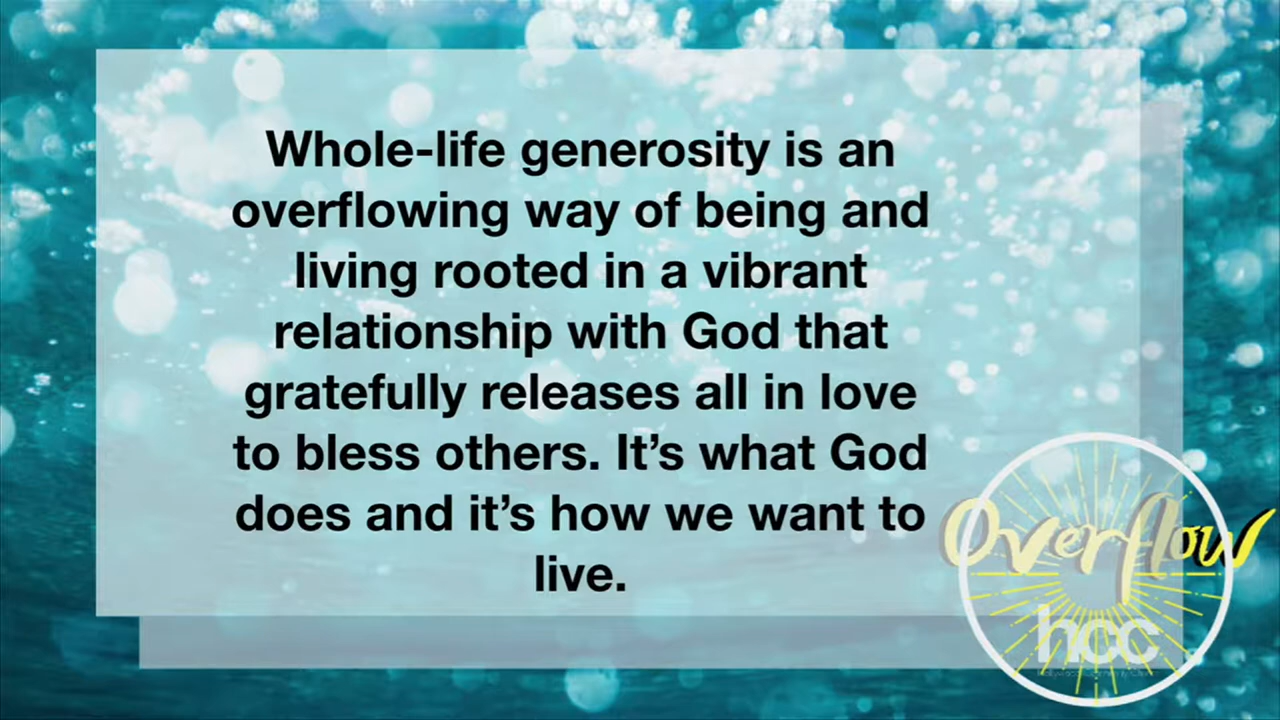 Whole-life generosity is an
overflowing way of being and
living rooted in a vibrant
relationship with God that
gratefully releases all in love
to bless others. It’s what God
does and it’s how we want to
live.
Overflow
hcc